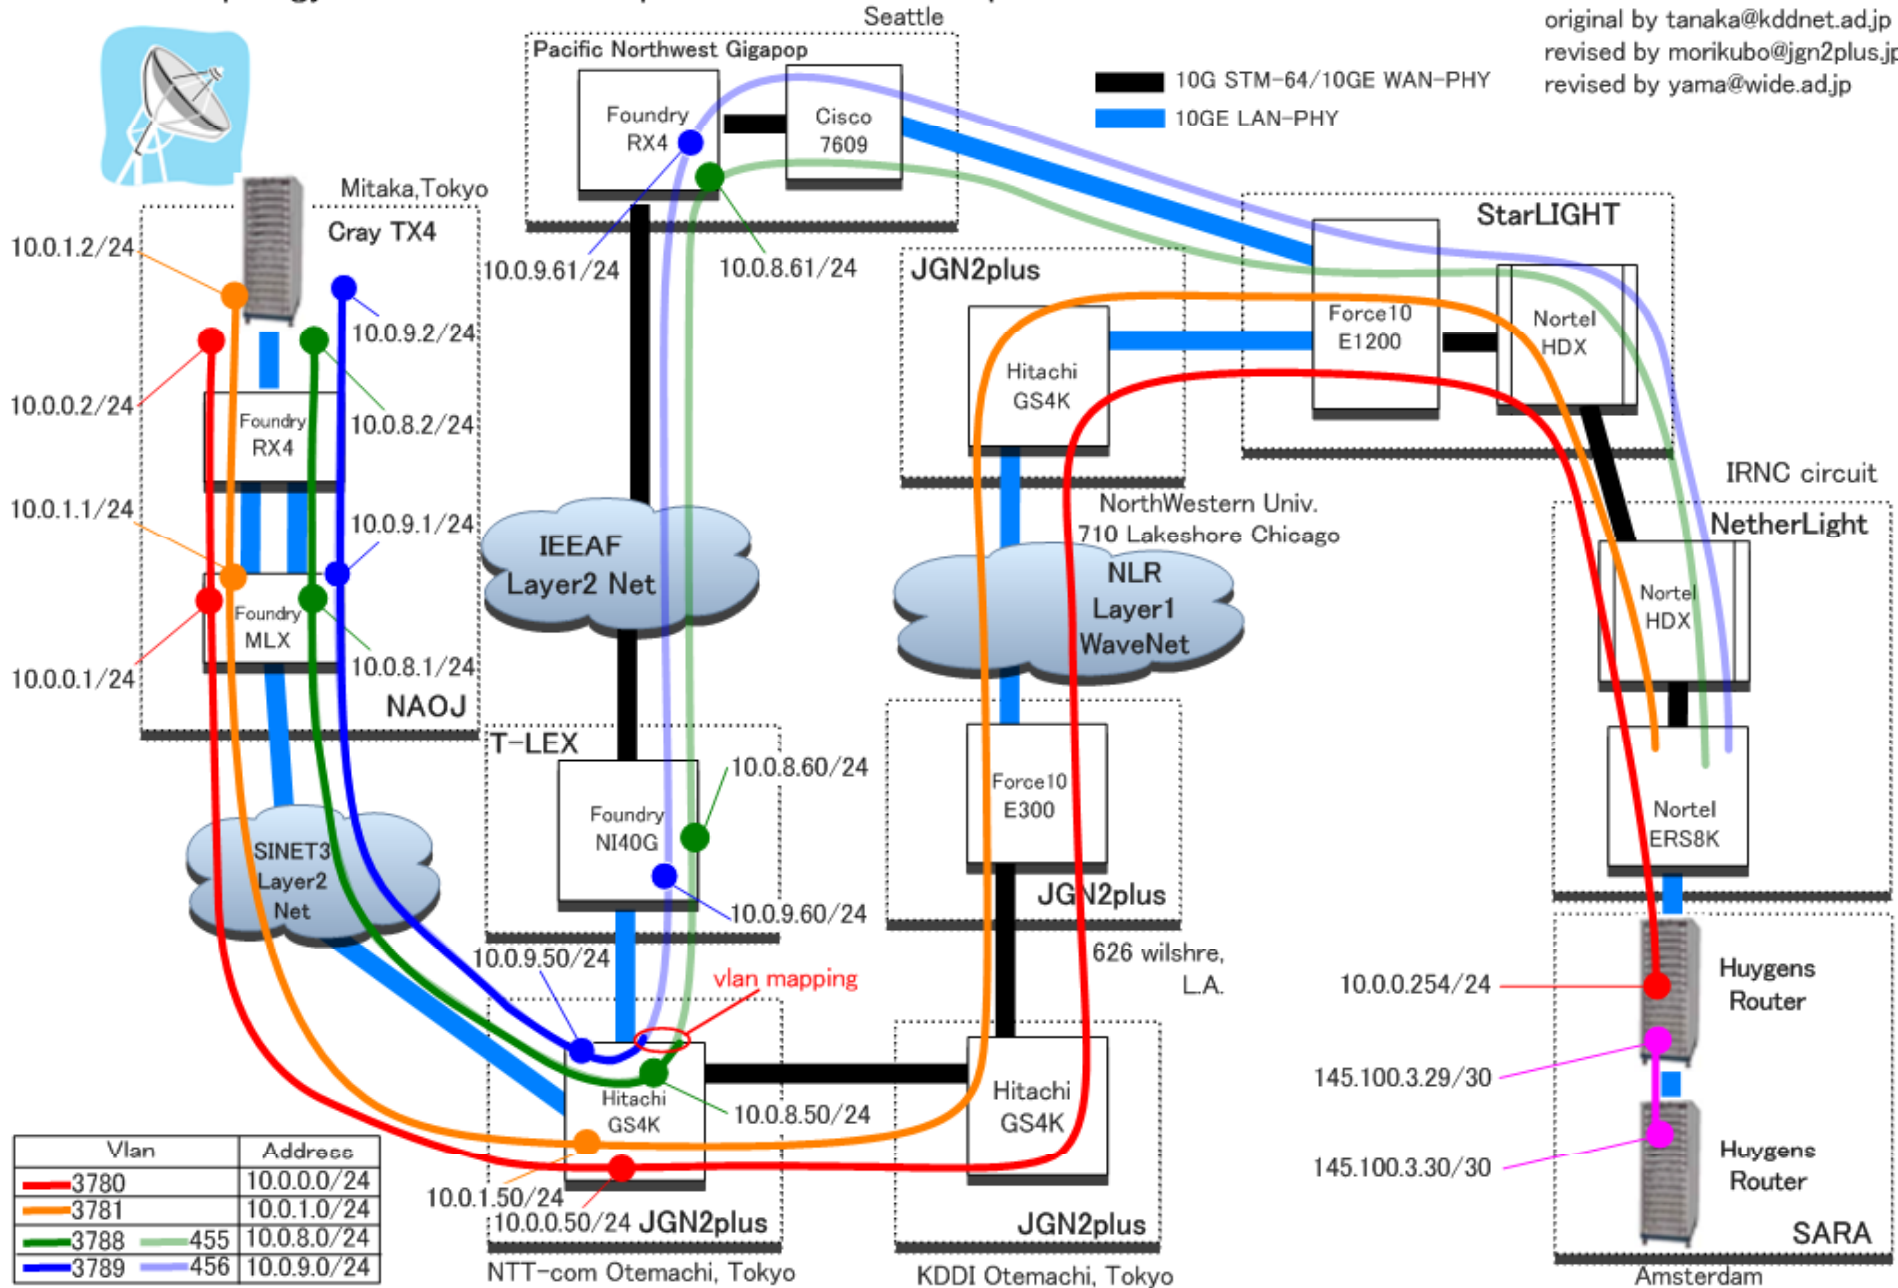 Seattle
original by tanaka@kddnet.ad.jp
revised by morikubo@jgn2plus.jp
revised by yama@wide.ad.jp
Pacific Northwest Gigapop
Foundry
RX4
Cisco
7609
10G STM-64/10GE WAN-PHY
10GE LAN-PHY
Mitaka,Tokyo
Cray TX4
10.0.1.2/24
10.0.9.2/24
10.0.0.2/24
10.0.8.2/24
Foundry
RX4
10.0.1.1/24
10.0.9.1/24
Foundry
MLX
10.0.0.1/24
10.0.8.1/24
NAOJ
10.0.9.61/24
10.0.8.61/24
StarLIGHT
JGN2plus
Hitachi
GS4K
Force10
E1200
Nortel
HDX
NorthWestern Univ.
710 Lakeshore Chicago
IRNC circuit
NetherLight
IEEAF
Layer2 Net
NLR
Layer1
WaveNet
Nortel
HDX
T-LEX
10.0.8.60/24
Foundry
NI40G
10.0.9.60/24
Force10
E300
JGN2plus
Nortel
ERS8K
SINET3
Layer2
Net
626 wilshre,
L.A.
10.0.9.50/24
vlan mapping
10.0.0.254/24
Huygens
Router
145.100.3.29/30
Hitachi
GS4K
10.0.8.50/24
Hitachi
GS4K
145.100.3.30/30
Huygens
Router
10.0.1.50/24
10.0.0.50/24
JGN2plus
JGN2plus
SARA
NTT-com Otemachi, Tokyo
KDDI Otemachi, Tokyo
Amsterdam
Vlan Address
3780 10.0.0.0/24
3781 10.0.1.0/24
3788 455 10.0.8.0/24
3789 456 10.0.9.0/24